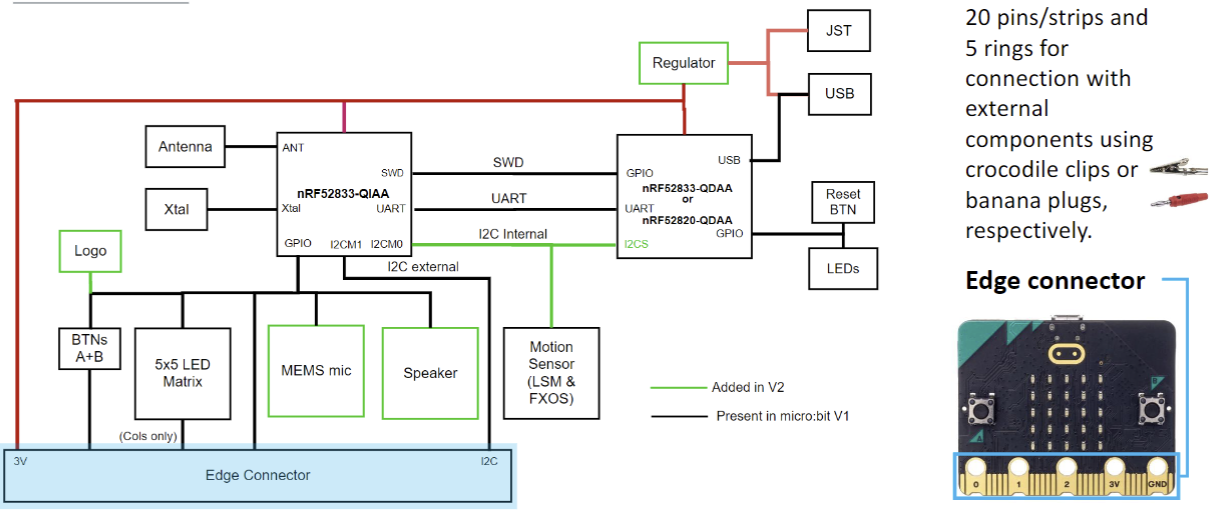 JST
Regulator
USB
Antenna
ANT
SWD
nRF52833-QIAA
Xtal
Xtal
UART
GPIO
I2CM1
I2CM0
SWD
UART
I2C Internal
I2C external
USB
GPIO
nRF52833-QDAA
or
UART
nRF52820-QDAA
GPIO
I2CS
Reset
BTN
LEDs
Logo
BTNs
A+B
5x5 LED
Matrix
MEMS mic
Speaker
Motion
Sensor
(LSM &
FXOS)
Added in V2
Present in micro:bit V1
(Cols only)
3V
I2C
Edge Connector
20 pins/strips and
5 rings for
connection with
external
components using
crocodile clips or
banana plugs,
respectively.
Edge connector
B
A
0
1
2
3V
GND